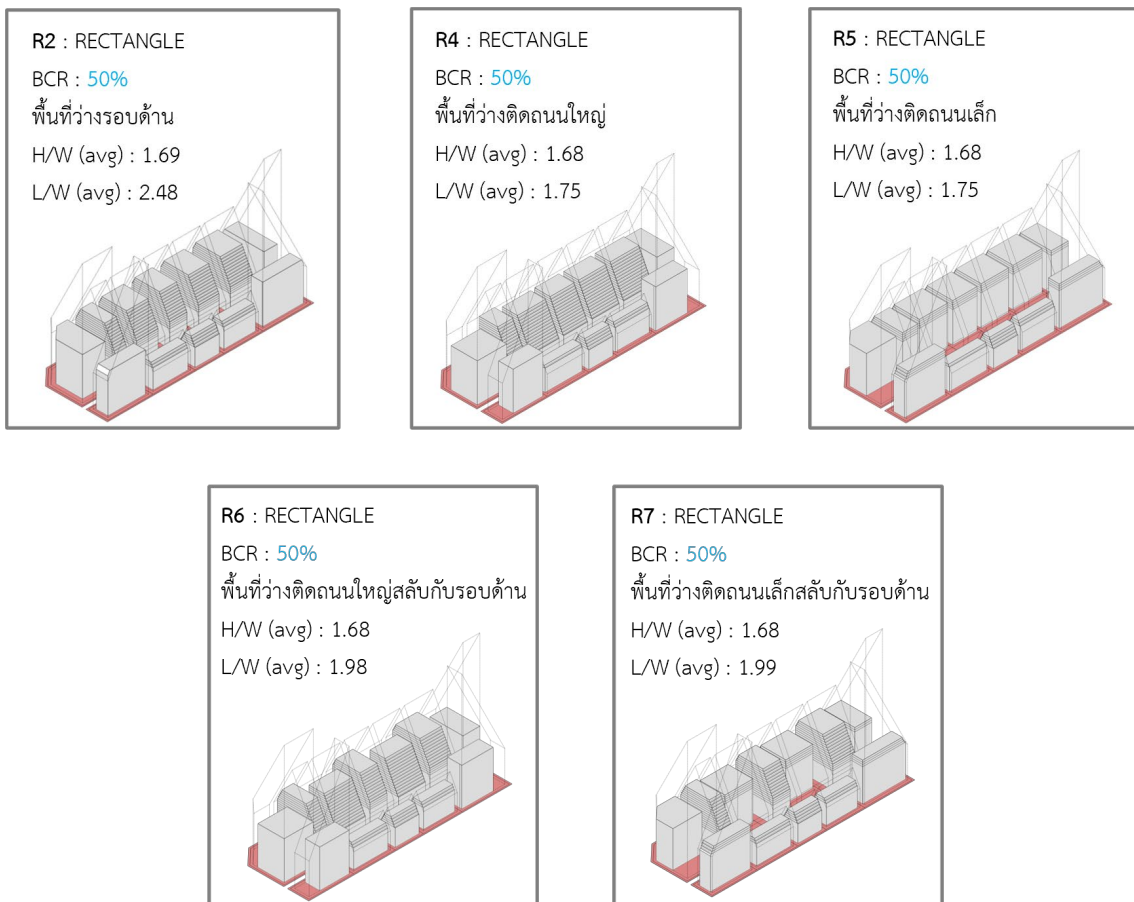 R2 : RECTANGLE
BCR : 50%
พื้นที่ว่างรอบด้าน
H/W (avg) : 1.69
L/W (avg) : 2.48
R4 : RECTANGLE
BCR : 50%
พื้นที่ว่างติดถนนใหญ่
H/W (avg) : 1.68
L/W (avg) : 1.75
R5 : RECTANGLE
BCR : 50%
พื้นที่ว่างติดถนนเล็ก
H/W (avg) : 1.68
L/W (avg) : 1.75
R6 : RECTANGLE
BCR : 50%
พื้นที่ว่างติดถนนใหญ่สลับกับรอบด้าน
H/W (avg) : 1.68
L/W (avg) : 1.98
R7 : RECTANGLE
BCR : 50%
พื้นที่ว่างติดถนนเล็กสลับกับรอบด้าน
H/W (avg) : 1.68
L/W (avg) : 1.99